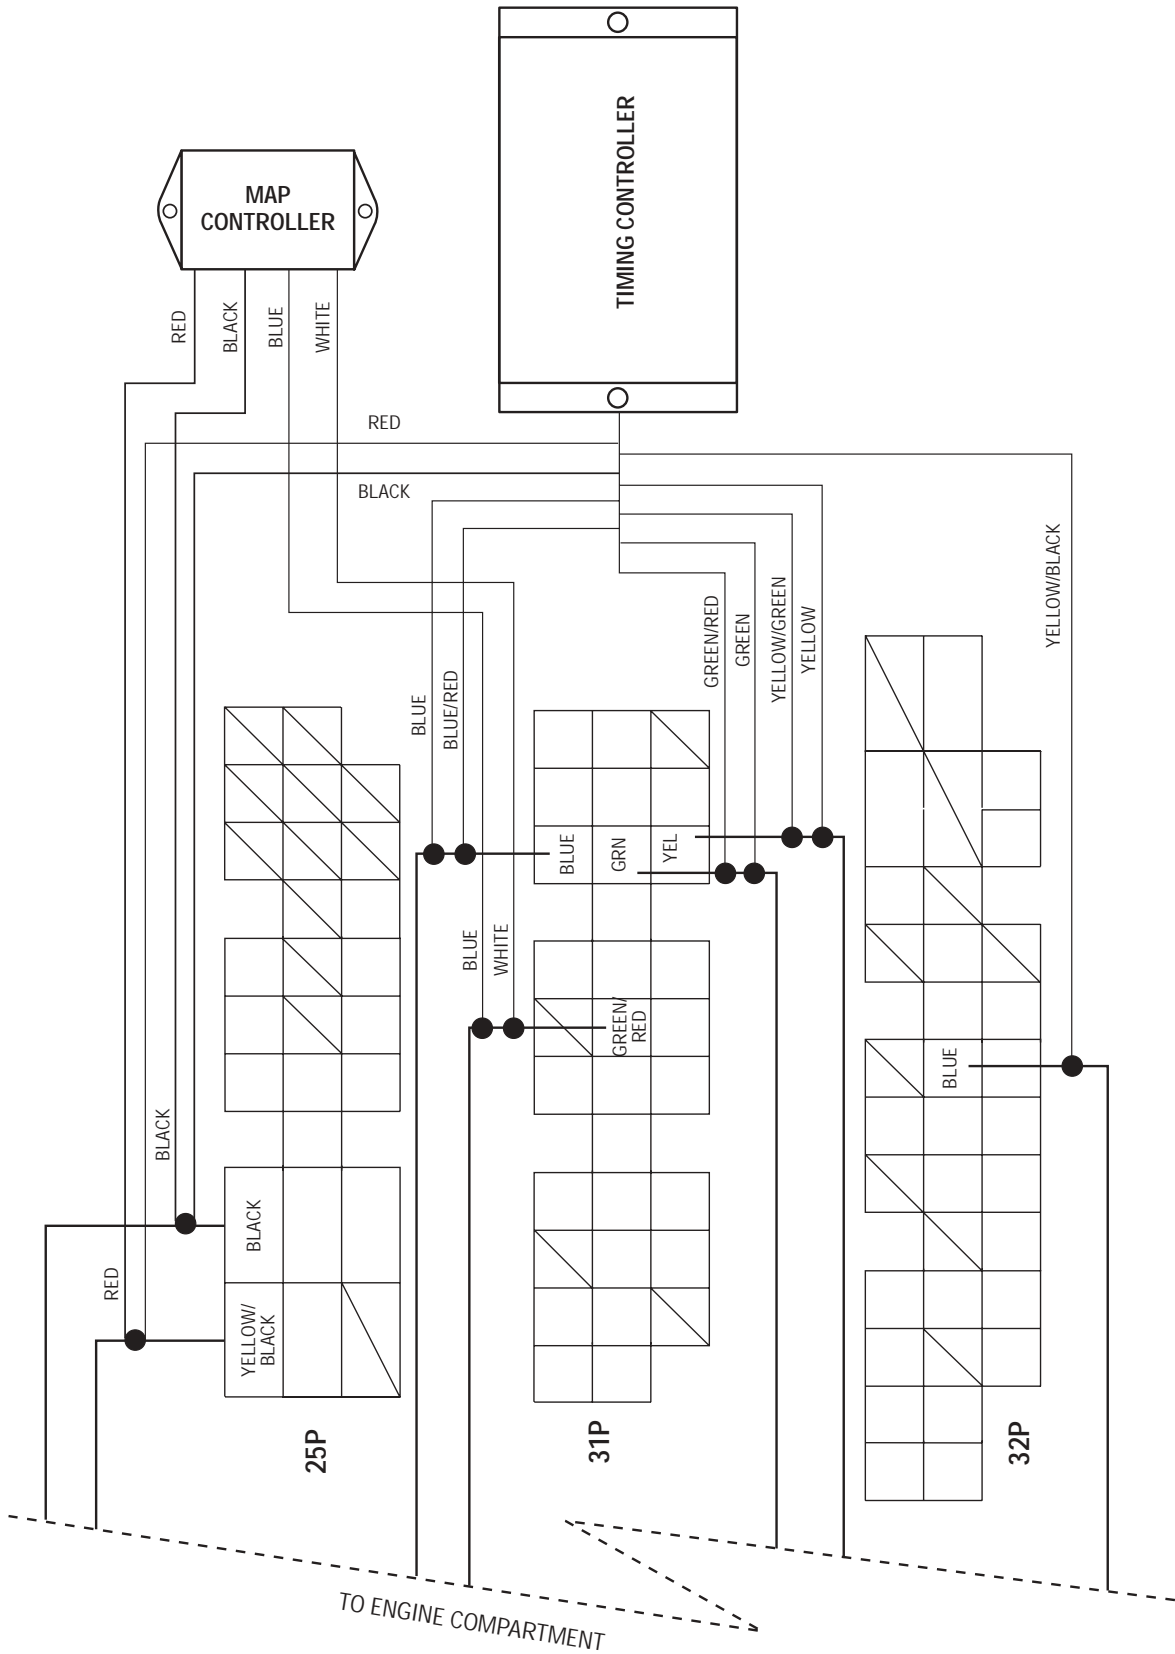 TIMING CONTROLLER
MAP
CONTROLLER
RED
BLACK
BLUE
WHITE
RED
BLACK
YELLOW/BLACK
GREEN/RED
GREEN
YELLOW/GREEN
YELLOW
BLUE
BLUE/RED
BLUE
GRN
YEL
BLUE
WHITE
GREEN/
RED
BLUE
BLACK
BLACK
RED
YELLOW/
BLACK
25P
31P
32P
TO ENGINE COMPARTMENT